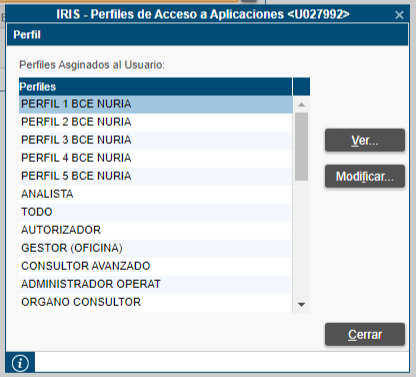 IRIS - Perfiles de Acceso a Aplicaciones <U027992>
Perfil
Perfiles Asginados al Usuario:
Perfiles
PERFIL 1 BCE NURIA
PERFIL 2 BCE NURIA
PERFIL 3 BCE NURIA
PERFIL 4 BCE NURIA
PERFIL 5 BCE NURIA
ANALISTA
TODO
AUTORIZADOR
GESTOR (OFICINA)
CONSULTOR AVANZADO
ADMINISTRADOR OPERAT
ORGANO CONSULTOR
Ver...
Modificar...
Cerrar